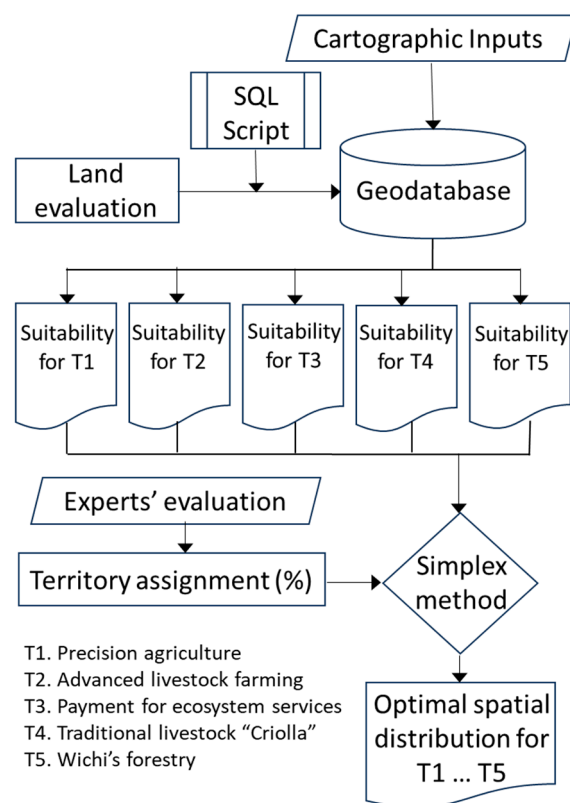 Cartographic Inputs
SQL
Script
Land
evaluation
Geodatabase
Suitability
for T1
Suitability
for T2
Suitability
for T3
Suitability
for T4
Suitability
for T5
Experts' evaluation
Territory assignment (%)
Simplex
method
T1. Precision agriculture
T2. Advanced livestock farming
T3. Payment for ecosystem services
T4. Traditional livestock “Criolla”
T5. Wichi's forestry
Optimal spatial
distribution for
T1 ... T5